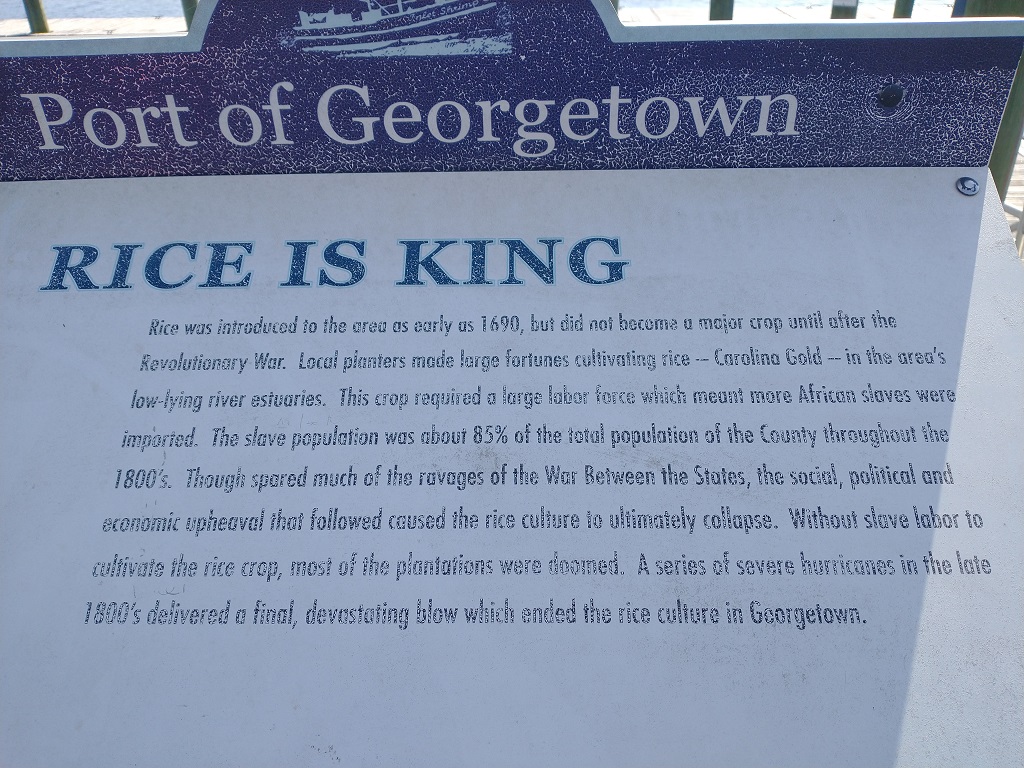 Inlet Shrimp
Port of Georgetown
RICE IS KING
Rice was introduced to the area as early as 1690, but did not become a major crop until after the
Revolutionary War. Local planters made large fortunes cultivating rice -- Carolina Gold -- in the area's
low-lying river estuaries. This crop required a large labor force which meant more African slaves were
imported. The slave population was about 85% of the total population of the County throughout the
1800's. Though spared much of the ravages of the War Between the States, the social, political and
economic upheaval that followed caused the rice culture to ultimately collapse. Without slave labor to
cultivate the rice crop, most of the plantations were doomed. A series of severe hurricanes in the late
1800's delivered a final, devastating blow which ended the rice culture in Georgetown.